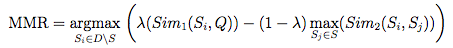 MMR = argmax_{S_i∈D\S} (λ(Sim_1(S_i, Q)) − (1 − λ) max_{S_j∈S}(Sim_2(S_i, S_j)))